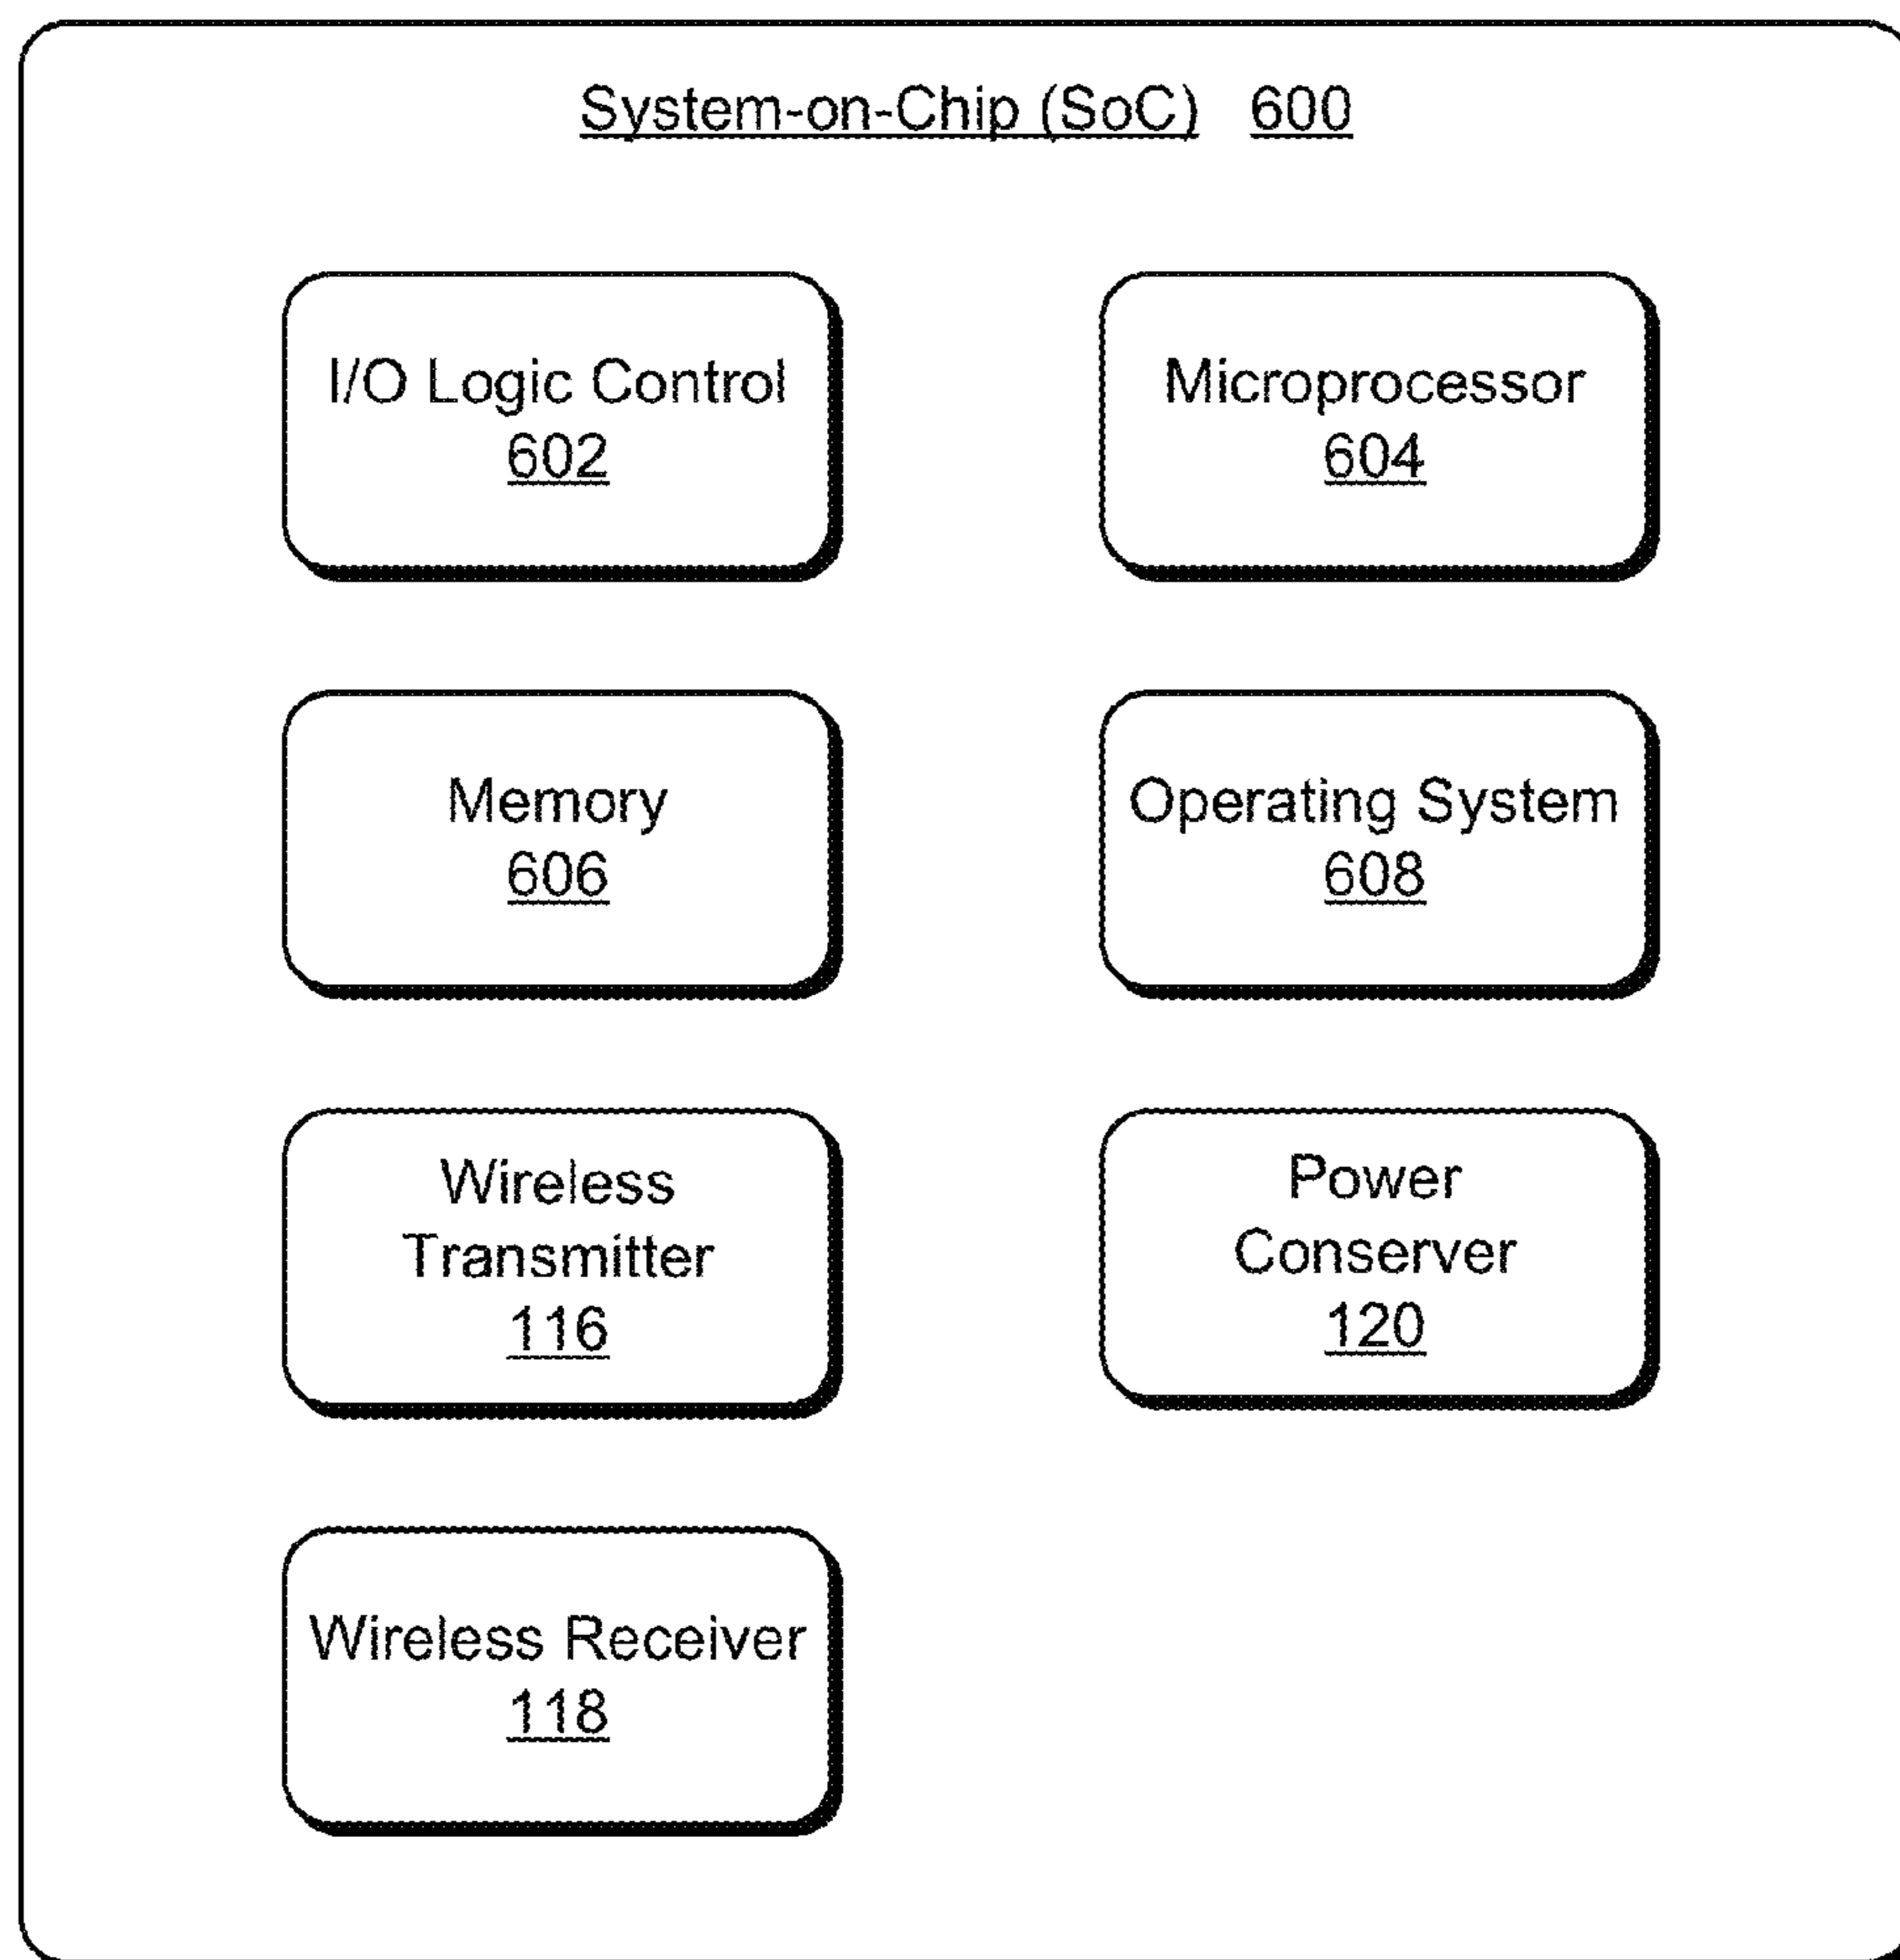 System-on-Chip (SoC) 600
I/O Logic Control
602
Microprocessor
604
Memory
606
Operating System
608
Wireless
Transmitter
116
Power
Conserver
120
Wireless Receiver
118